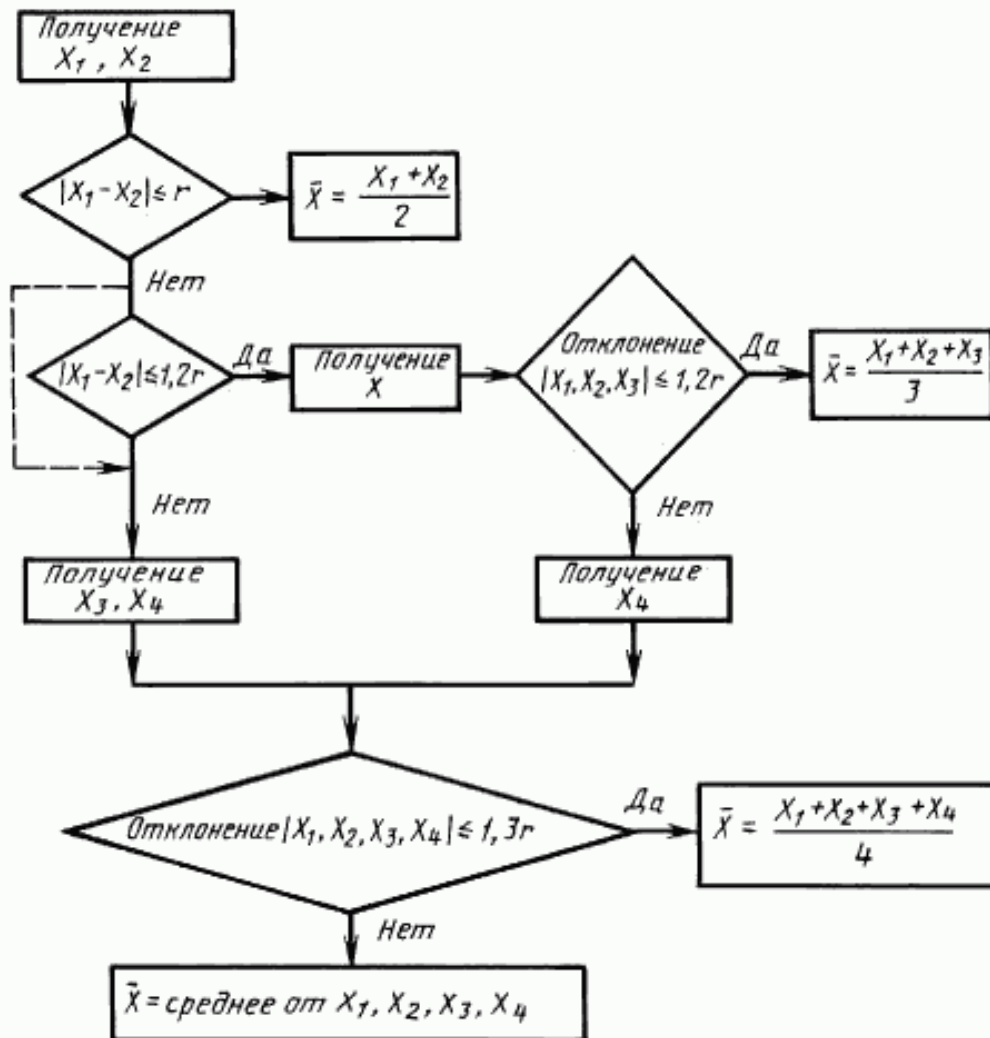 Получение
X₁ , X₂
|X₁-X₂|≤ r
X̄ = (X₁+X₂)/2
Нет
|X₁-X₂|≤1,2r
Да
Получение
X
Отклонение
|X₁,X₂,X₃|≤1,2r
Да
X̄ = (X₁+X₂+X₃)/3
Нет
Нет
Получение
X₃, X₄
Получение
X₄
Отклонение|X₁,X₂,X₃,X₄|≤1,3r
Да
X̄ = (X₁+X₂+X₃+X₄)/4
Нет
X̄ = среднее от X₁, X₂, X₃, X₄